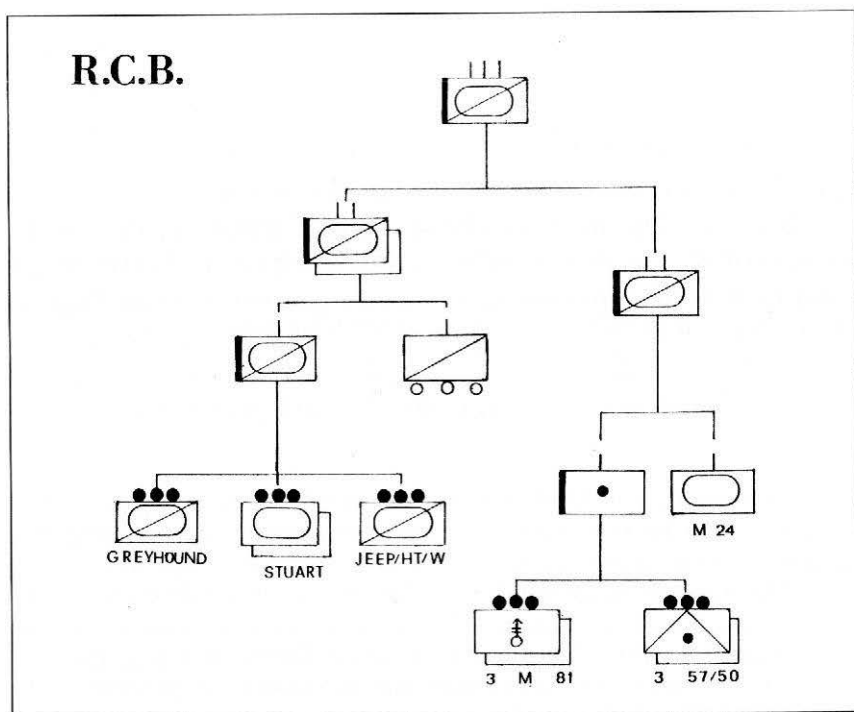 R.C.B.
GREYHOUND
STUART
JEEP/HT/W
M 24
3 M 81
3 57/50